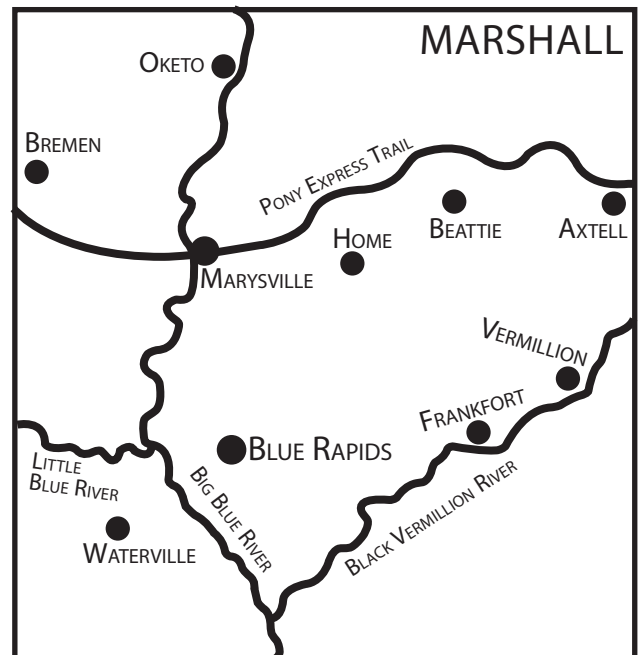 MARSHALL
OKETO
BREMEN
PONY EXPRESS TRAIL
HOME
BEATTIE
AXTELL
MARYSVILLE
VERMILLION
FRANKFORT
BLUE RAPIDS
LITTLE
BLUE RIVER
BIG BLUE RIVER
BLACK VERMILLION RIVER
WATERVILLE